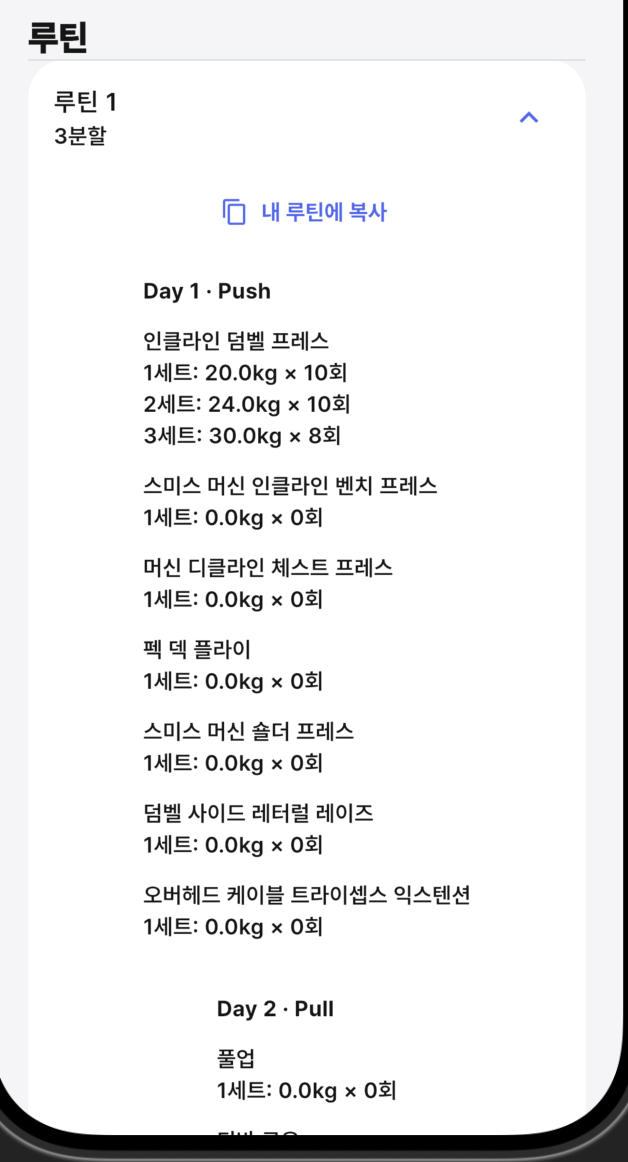 루틴
루틴 1
3분할
내 루틴에 복사
Day 1 · Push
인클라인 덤벨 프레스
1세트: 20.0kg × 10회
2세트: 24.0kg × 10회
3세트: 30.0kg × 8회
스미스 머신 인클라인 벤치 프레스
1세트: 0.0kg × 0회
머신 디클라인 체스트 프레스
1세트: 0.0kg × 0회
펙 덱 플라이
1세트: 0.0kg × 0회
스미스 머신 숄더 프레스
1세트: 0.0kg × 0회
덤벨 사이드 레터럴 레이즈
1세트: 0.0kg × 0회
오버헤드 케이블 트라이셉스 익스텐션
1세트: 0.0kg × 0회
Day 2 · Pull
풀업
1세트: 0.0kg × 0회